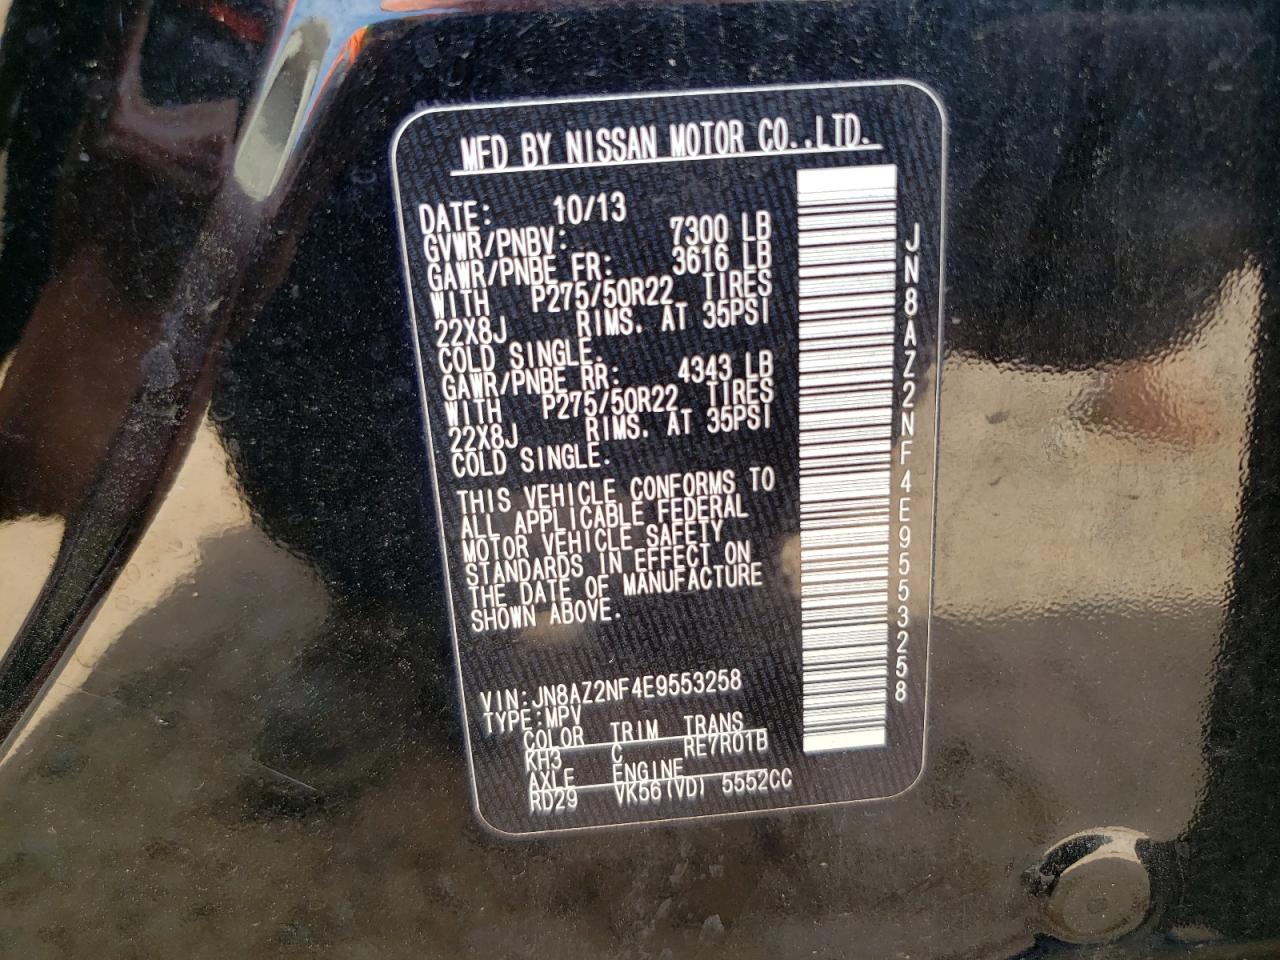 MFD BY NISSAN MOTOR CO.,LTD.
DATE: 10/13
GVWR/PNBV: 7300 LB
GAWR/PNBE FR: 3616 LB
WITH P275/50R22 TIRES
22X8J RIMS. AT 35PSI
COLD SINGLE.
GAWR/PNBE RR: 4343 LB
WITH P275/50R22 TIRES
22X8J RIMS. AT 35PSI
COLD SINGLE.
THIS VEHICLE CONFORMS TO
ALL APPLICABLE FEDERAL
MOTOR VEHICLE SAFETY
STANDARDS IN EFFECT ON
THE DATE OF MANUFACTURE
SHOWN ABOVE.
VIN:JN8AZ2NF4E9553258
TYPE:MPV
COLOR TRIM TRANS
KH3 C RE7R01B
AXLE ENGINE
RD29 VK56(VD) 5552CC
JN8AZ2NF4E9553258